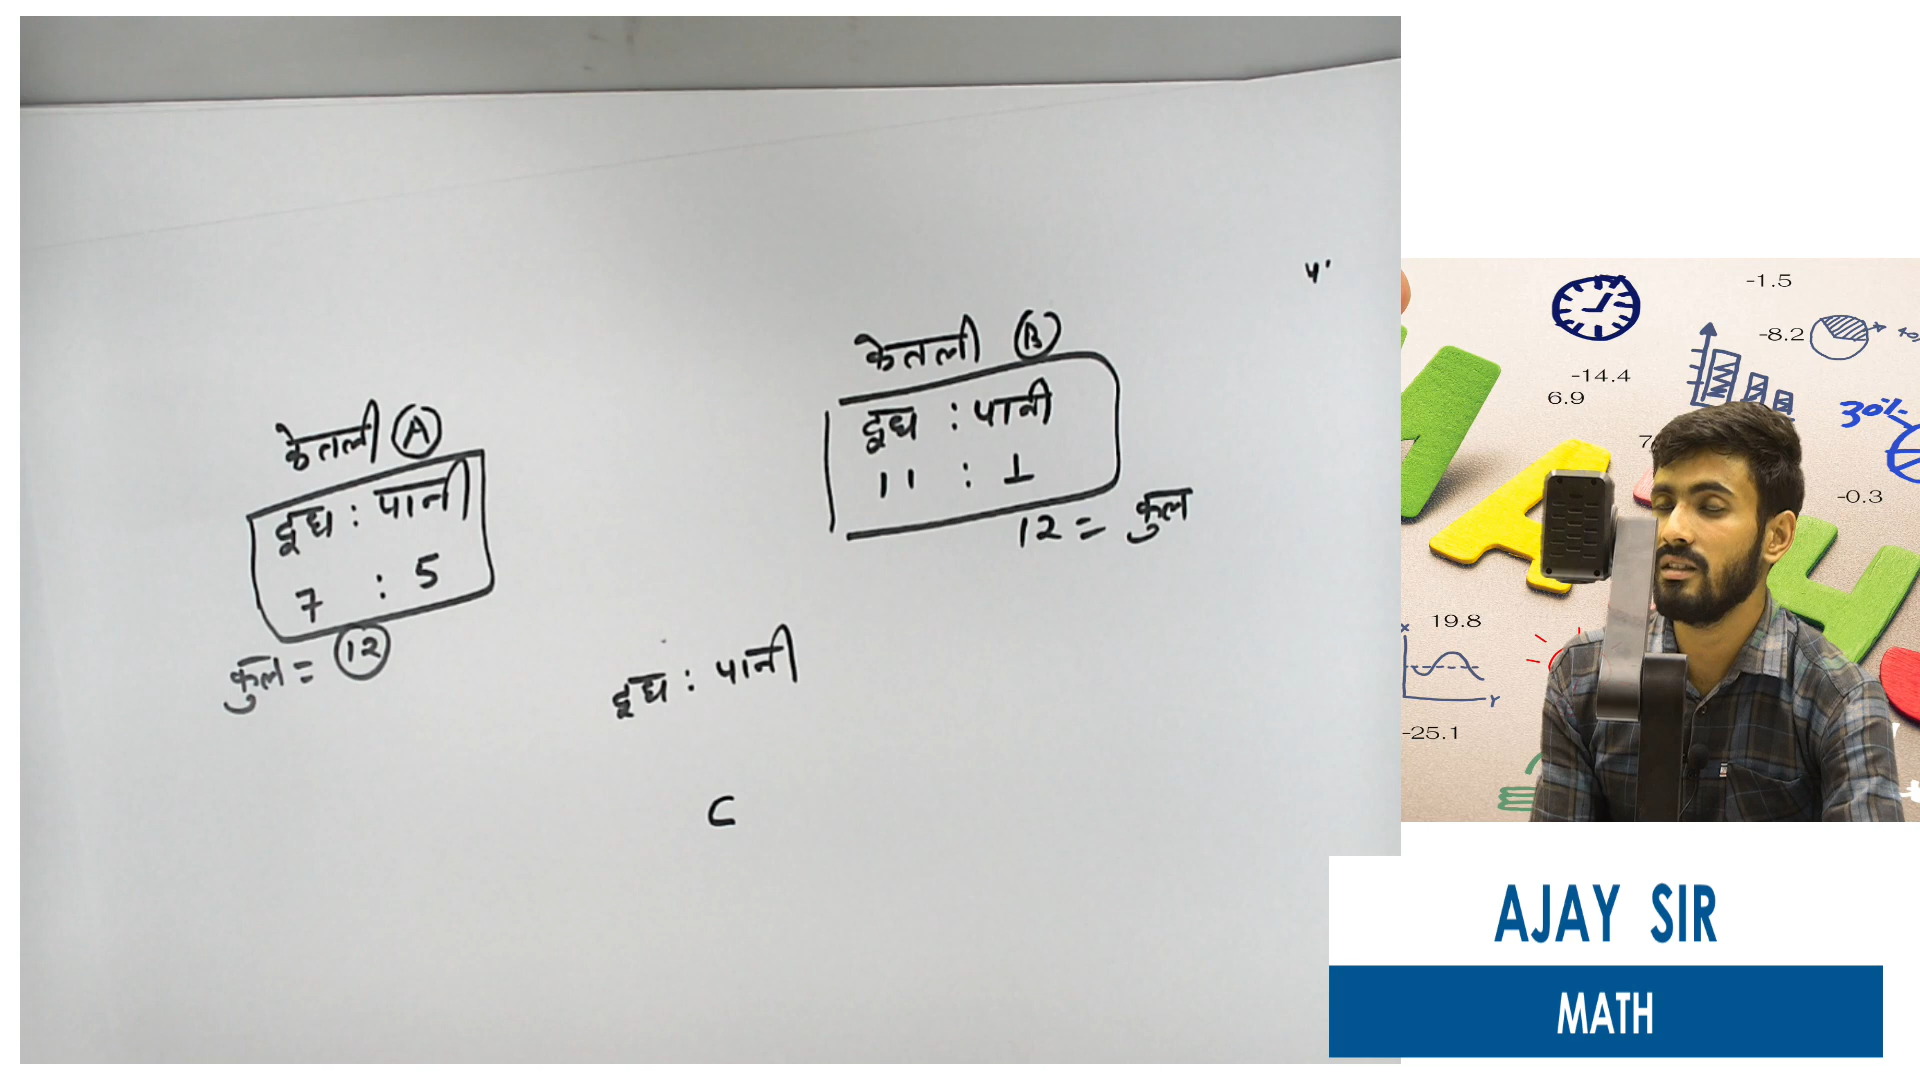 केतली (A)
दूध : पानी
7 : 5
कुल = (12)
केतली (B)
दूध : पानी
11 : 1
12 = कुल
दूध : पानी
C
-1.5
-8.2
-14.4
6.9
30%
-0.3
19.8
X
Y
-25.1
AJAY SIR
MATH